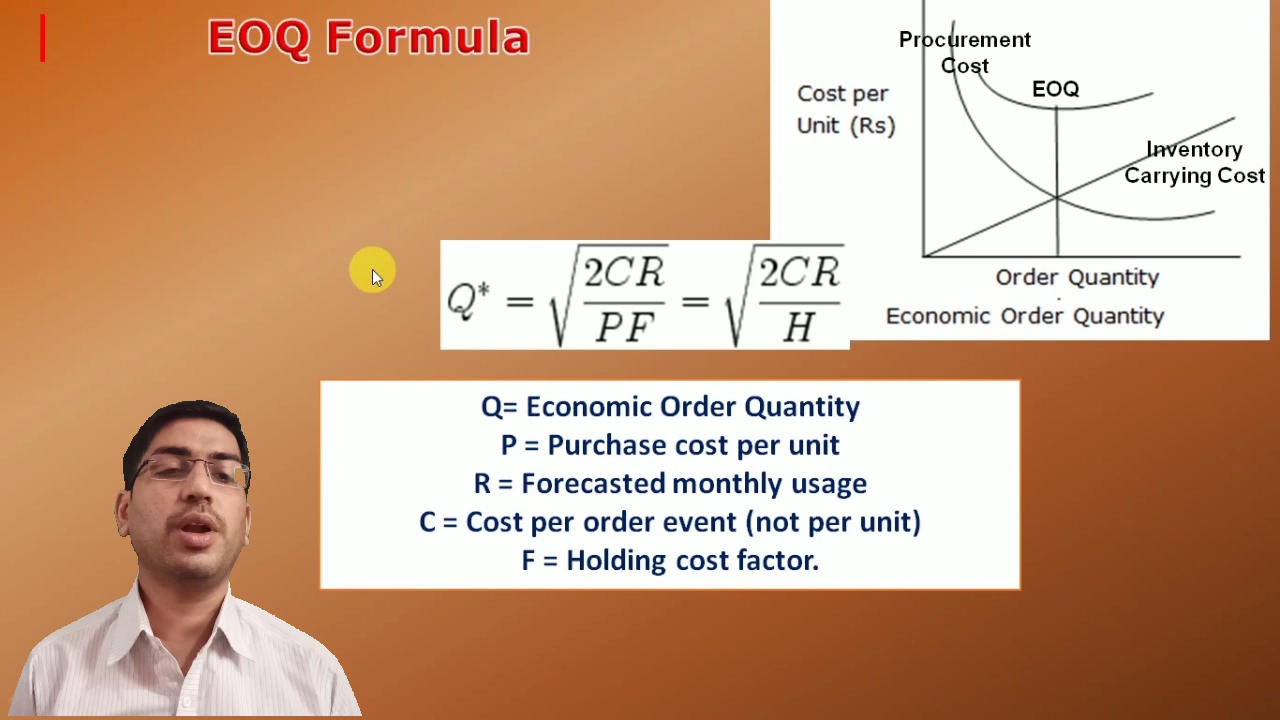 EOQ Formula
Procurement
Cost
EOQ
Cost per
Unit (Rs)
Inventory
Carrying Cost
Order Quantity
Economic Order Quantity
Q* = √(2CR/PF) = √(2CR/H)
Q= Economic Order Quantity
P = Purchase cost per unit
R = Forecasted monthly usage
C = Cost per order event (not per unit)
F = Holding cost factor.